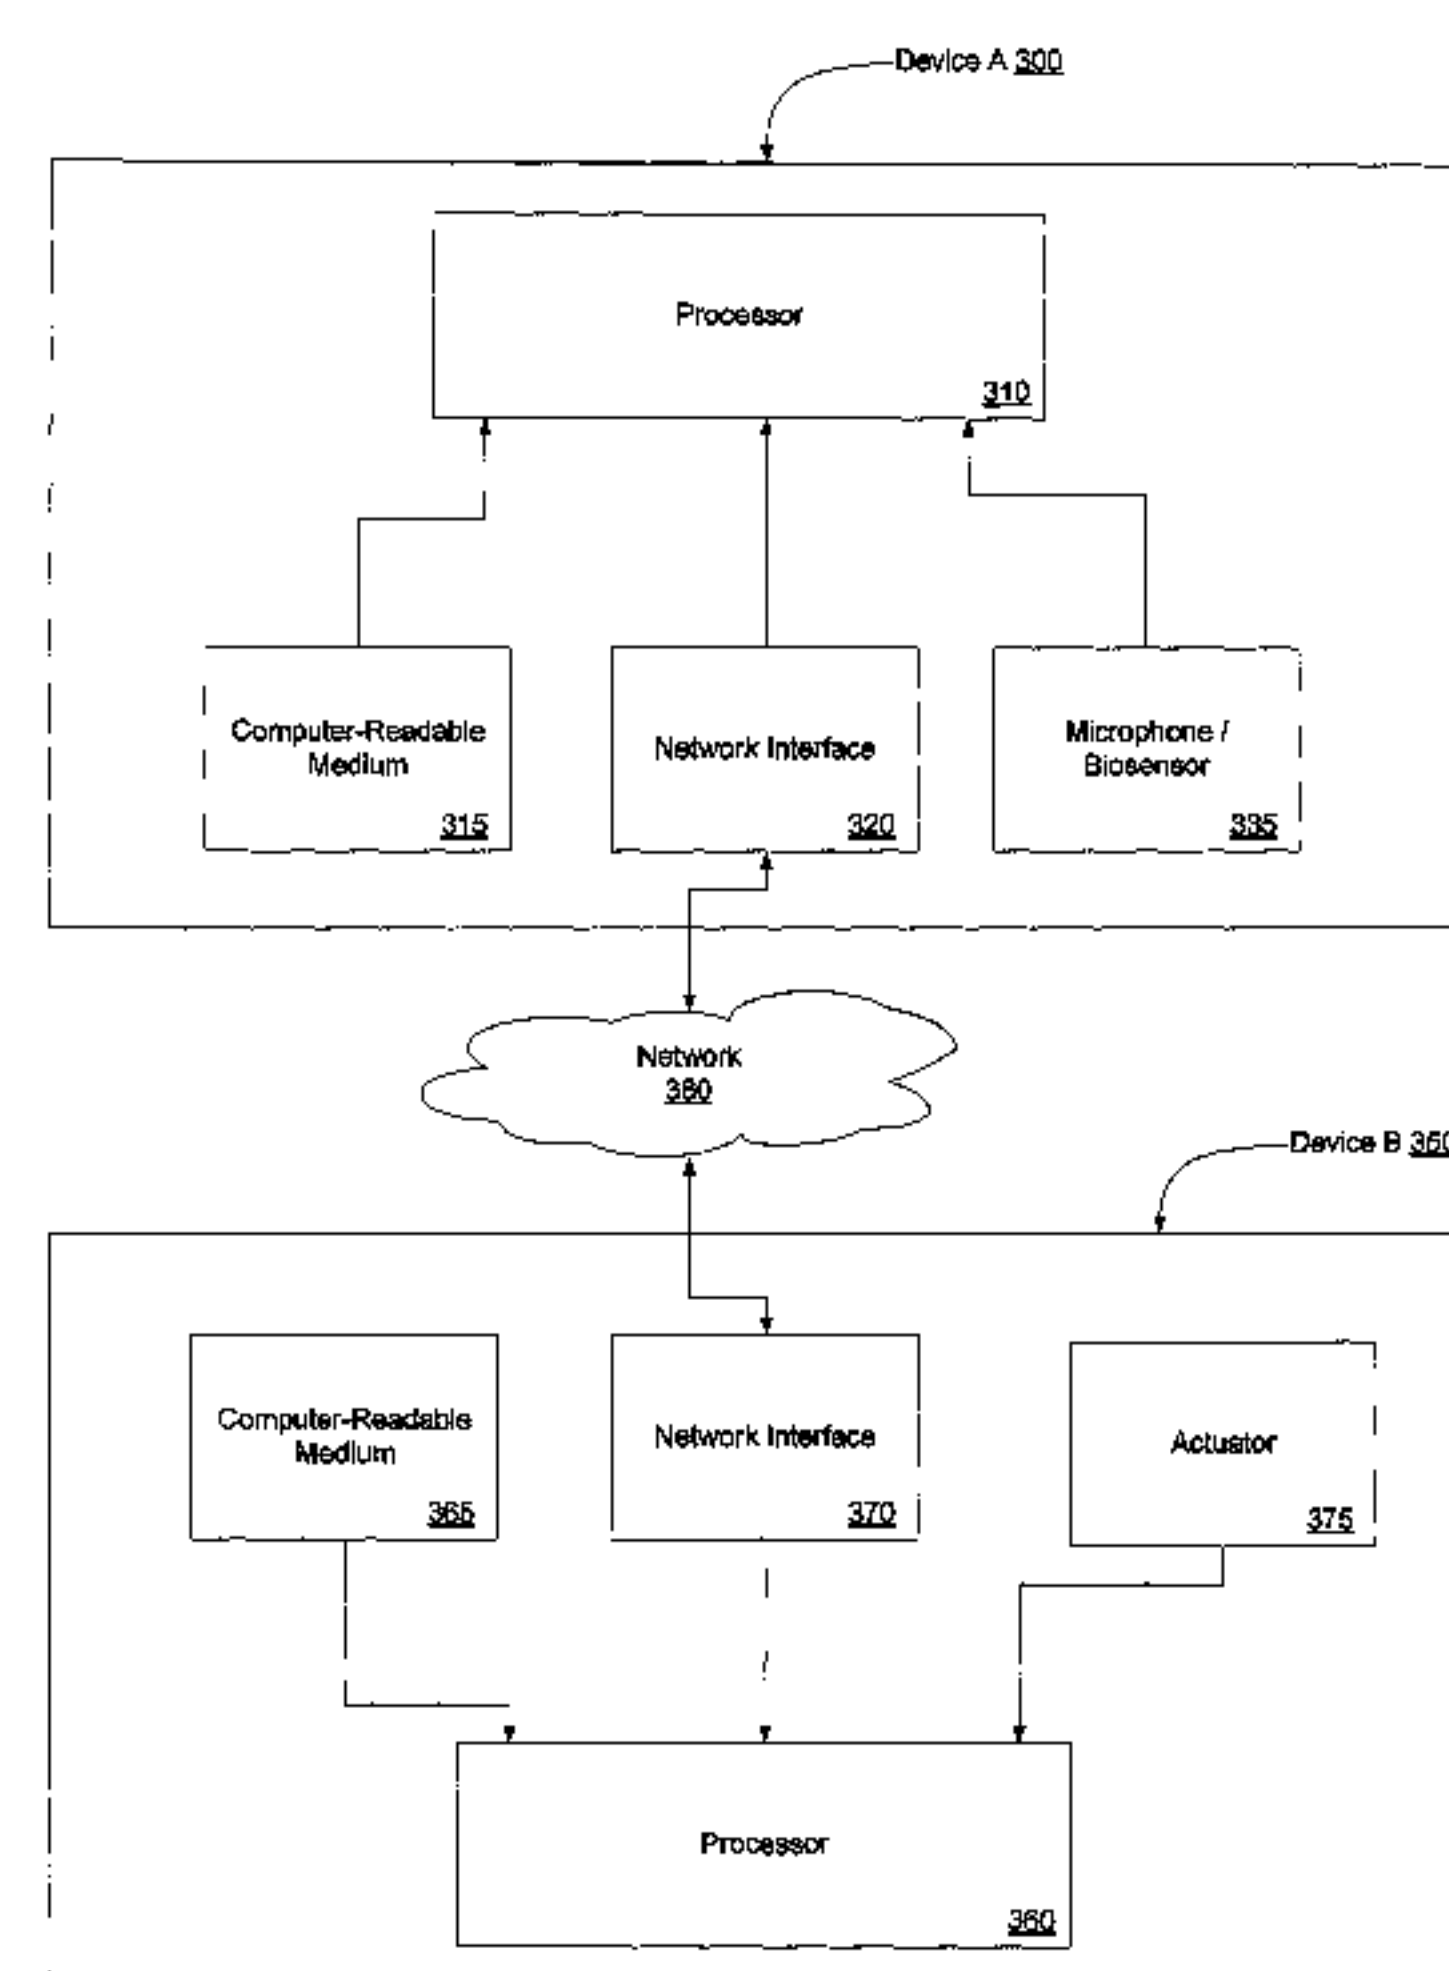 Device A 300
Processor
310
Computer-Readable
Medium
315
Network Interface
320
Microphone /
Biosensor
335
Network
380
Device B 350
Computer-Readable
Medium
365
Network Interface
370
Actuator
375
Processor
360